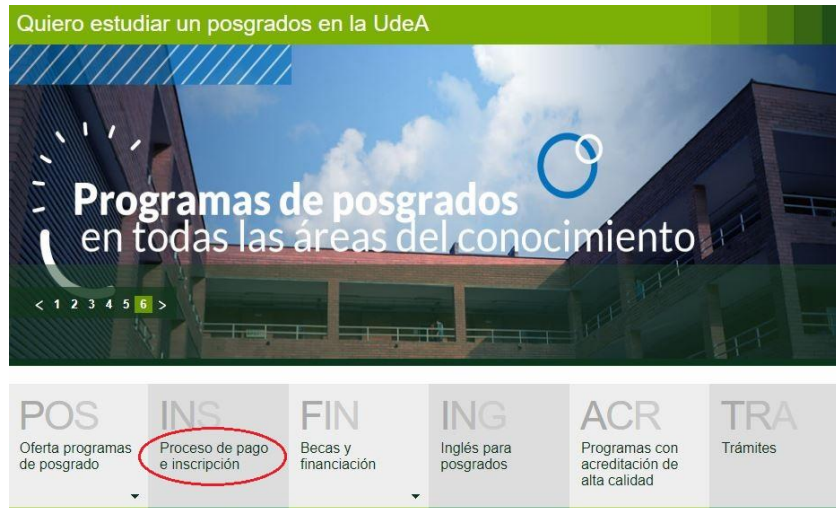 Quiero estudiar un posgrados en la UdeA
Programas de posgrados
en todas las áreas del conocimiento
< 1 2 3 4 5 6 >
POS
Oferta programas
de posgrado
INS
Proceso de pago
e inscripción
FIN
Becas y
financiación
ING
Inglés para
posgrados
ACR
Programas con
acreditación de
alta calidad
TRA
Trámites